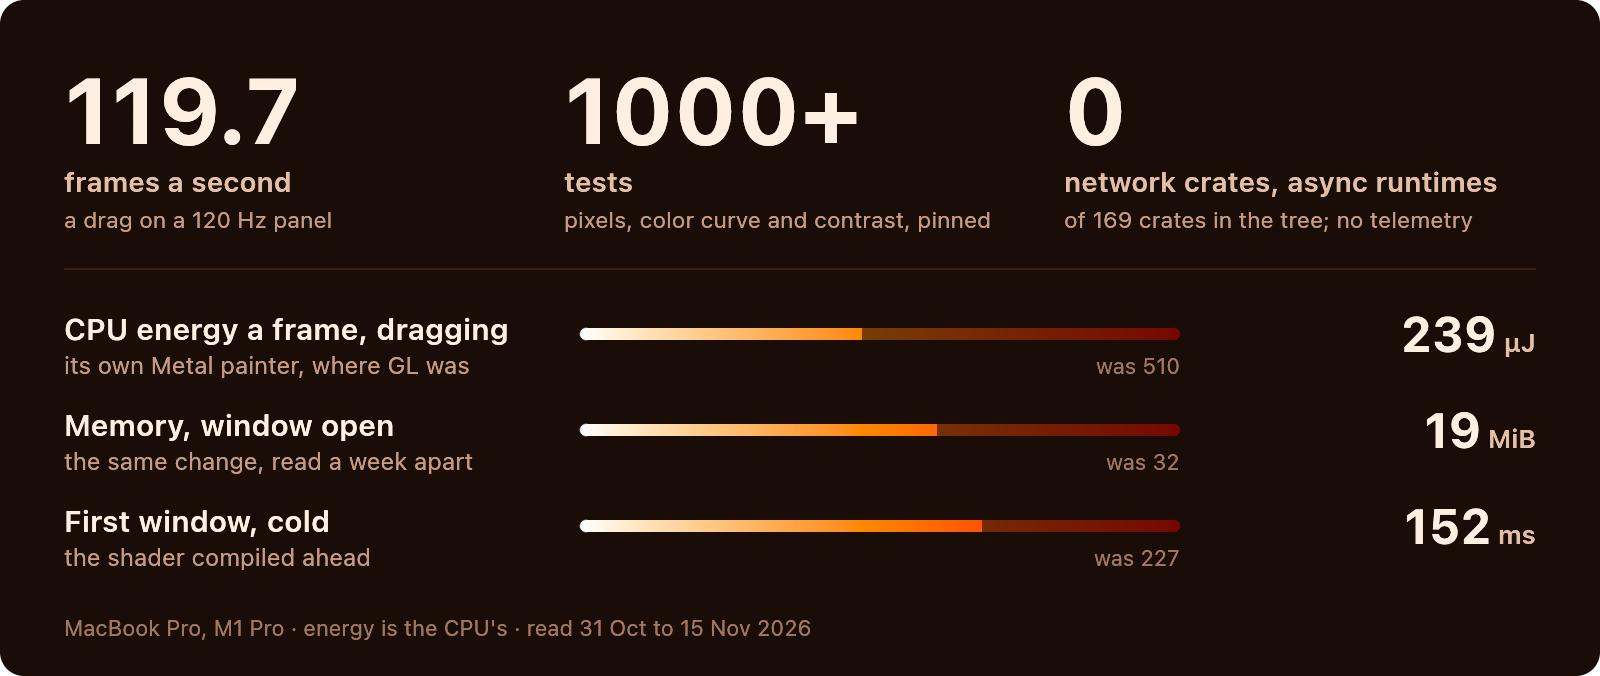 119.7
frames a second
a drag on a 120 Hz panel
1000+
tests
pixels, color curve and contrast, pinned
0
network crates, async runtimes
of 169 crates in the tree; no telemetry
CPU energy a frame, dragging
its own Metal painter, where GL was
was 510
239 µJ
Memory, window open
the same change, read a week apart
was 32
19 MiB
First window, cold
the shader compiled ahead
was 227
152 ms
MacBook Pro, M1 Pro · energy is the CPU's · read 31 Oct to 15 Nov 2026